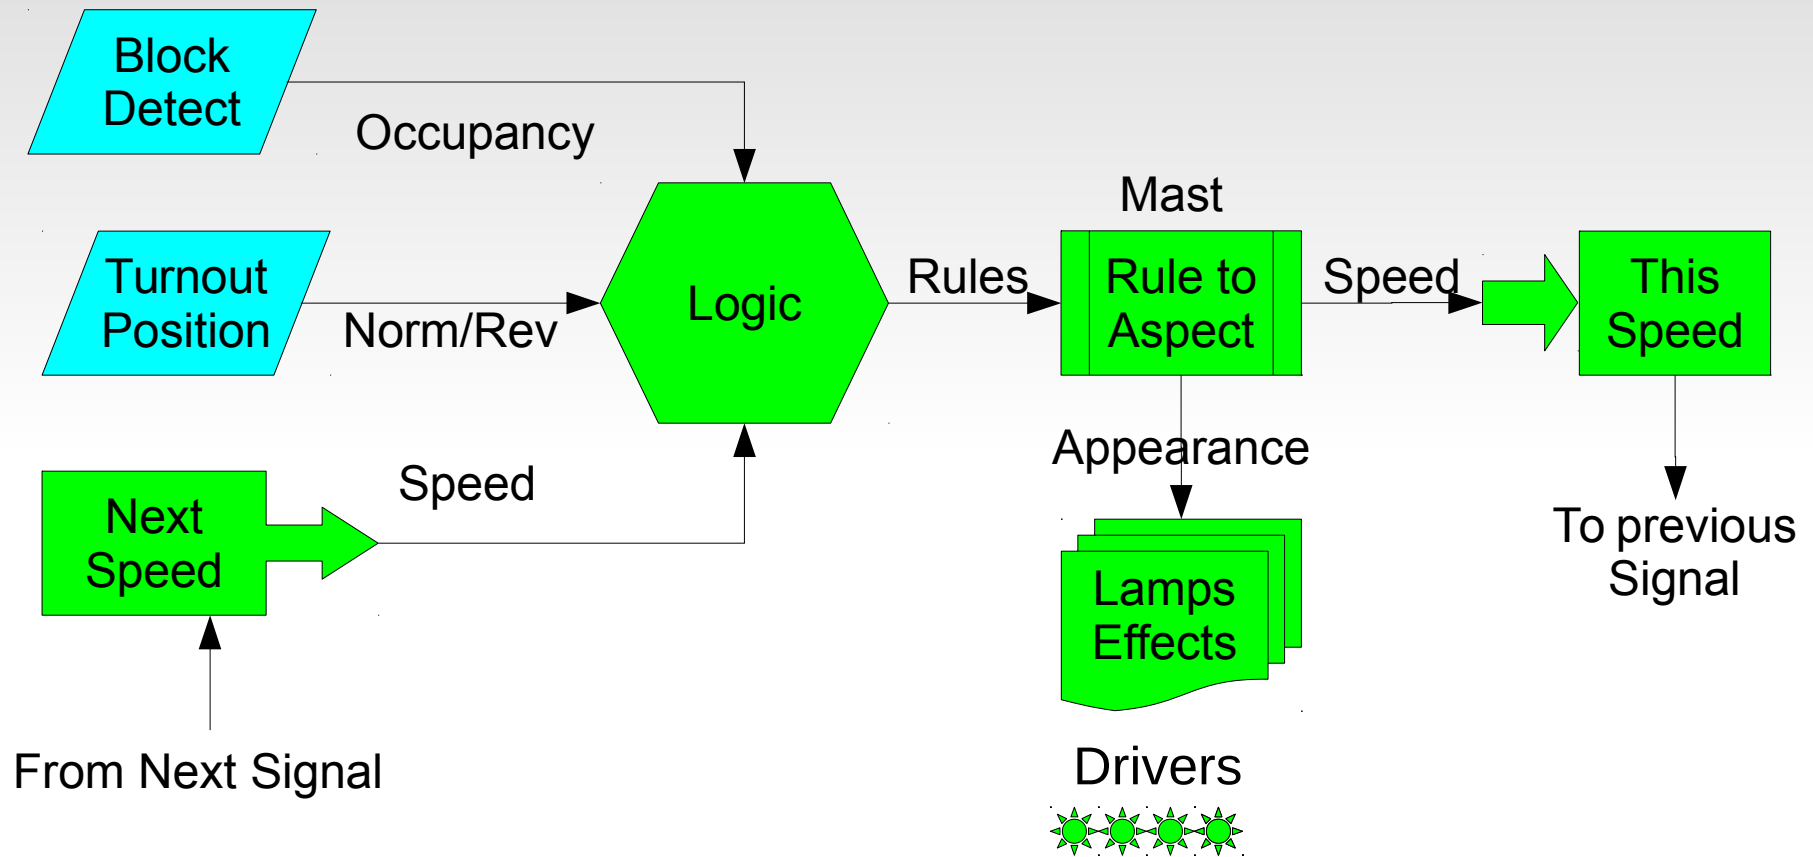 Block
Detect
Occupancy
Mast
Turnout
Position
Norm/Rev
Logic
Rules
Rule to
Aspect
Speed
This
Speed
Appearance
Next
Speed
Speed
To previous
Signal
Lamps
Effects
From Next Signal
Drivers